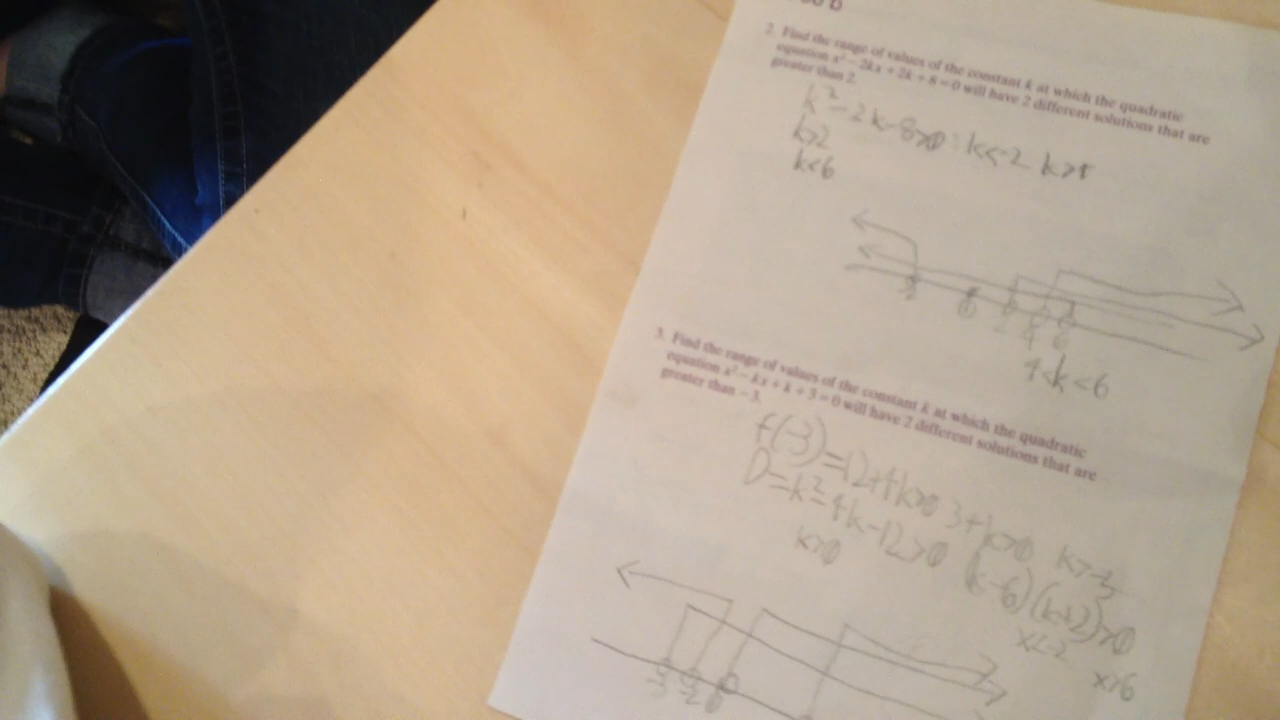 2. Find the range of values of the constant k at which the quadratic
equation x² − 2kx + 2k + 8 = 0 will have 2 different solutions that are
greater than 2.
k² − 2k − 8 > 0 : k < −2 k > 4
k > 2
k < 6
4 < k < 6
3. Find the range of values of the constant k at which the quadratic
equation x² − kx + k + 3 = 0 will have 2 different solutions that are
greater than −3.
f(−3) = 12 + 4k > 0 3 + k > 0 k > −3
D = k² − 4k − 12 > 0 (k − 6)(k + 2) > 0
k > 0 x < −2 x > 6